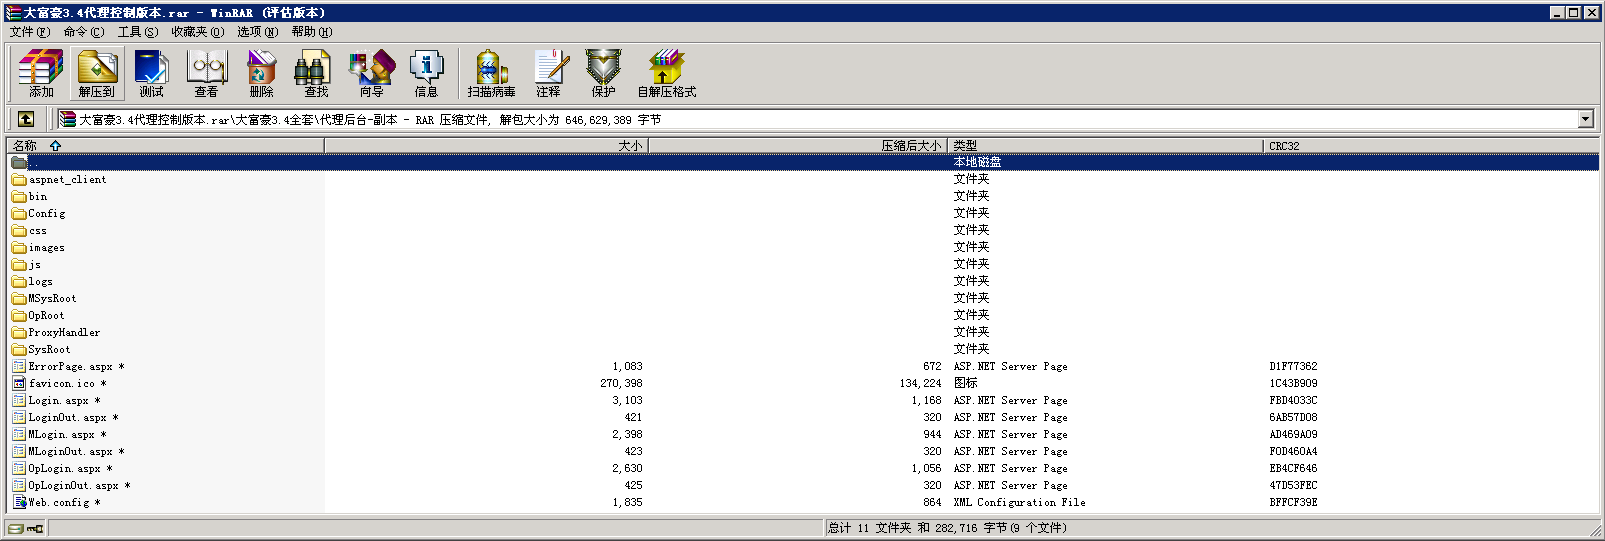 大富豪3.4代理控制版本.rar - WinRAR (评估版本)
文件(F) 命令(C) 工具(S) 收藏夹(O) 选项(N) 帮助(H)
添加 解压到 测试 查看 删除 查找 向导 信息 扫描病毒 注释 保护 自解压格式
大富豪3.4代理控制版本.rar\大富豪3.4全套\代理后台-副本 - RAR 压缩文件, 解包大小为 646,629,389 字节
名称 大小 压缩后大小 类型 CRC32
.. 本地磁盘
aspnet_client 文件夹
bin 文件夹
Config 文件夹
css 文件夹
images 文件夹
js 文件夹
logs 文件夹
MSysRoot 文件夹
OpRoot 文件夹
ProxyHandler 文件夹
SysRoot 文件夹
ErrorPage.aspx * 1,083 672 ASP.NET Server Page D1F77362
favicon.ico * 270,398 134,224 图标 1C43B909
Login.aspx * 3,103 1,168 ASP.NET Server Page FBD4033C
LoginOut.aspx * 421 320 ASP.NET Server Page 6AB57D08
MLogin.aspx * 2,398 944 ASP.NET Server Page AD469A09
MLoginOut.aspx * 423 320 ASP.NET Server Page F0D460A4
OpLogin.aspx * 2,630 1,056 ASP.NET Server Page EB4CF646
OpLoginOut.aspx * 425 320 ASP.NET Server Page 47D53FEC
Web.config * 1,835 864 XML Configuration File BFFCF39E
总计 11 文件夹 和 282,716 字节(9 个文件)